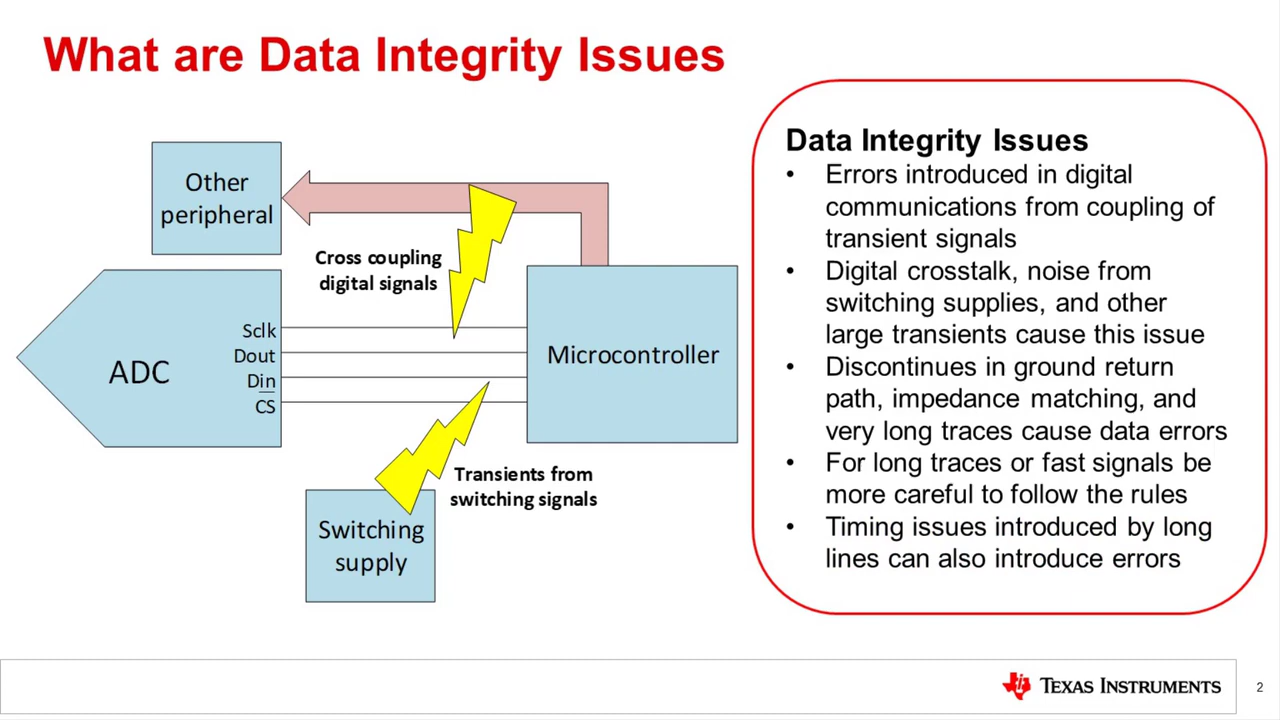 What are Data Integrity Issues
Other
peripheral
Cross coupling
digital signals
Sclk
Dout
Din
CS
ADC
Microcontroller
Transients from
switching signals
Switching
supply
Data Integrity Issues
• Errors introduced in digital
communications from coupling of
transient signals
• Digital crosstalk, noise from
switching supplies, and other
large transients cause this issue
• Discontinues in ground return
path, impedance matching, and
very long traces cause data errors
• For long traces or fast signals be
more careful to follow the rules
• Timing issues introduced by long
lines can also introduce errors
TEXAS INSTRUMENTS
2